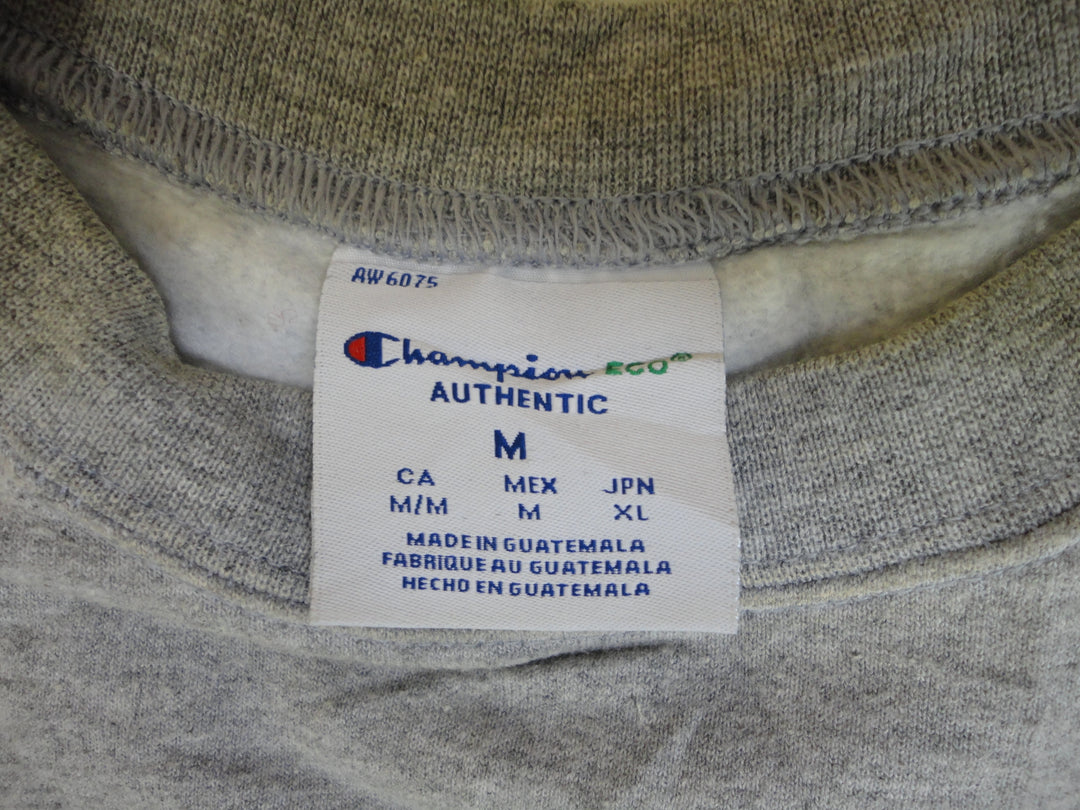 AW6075
Champion ECO®
AUTHENTIC
M
CA MEX JPN
M/M M XL
MADE IN GUATEMALA
FABRIQUE AU GUATEMALA
HECHO EN GUATEMALA